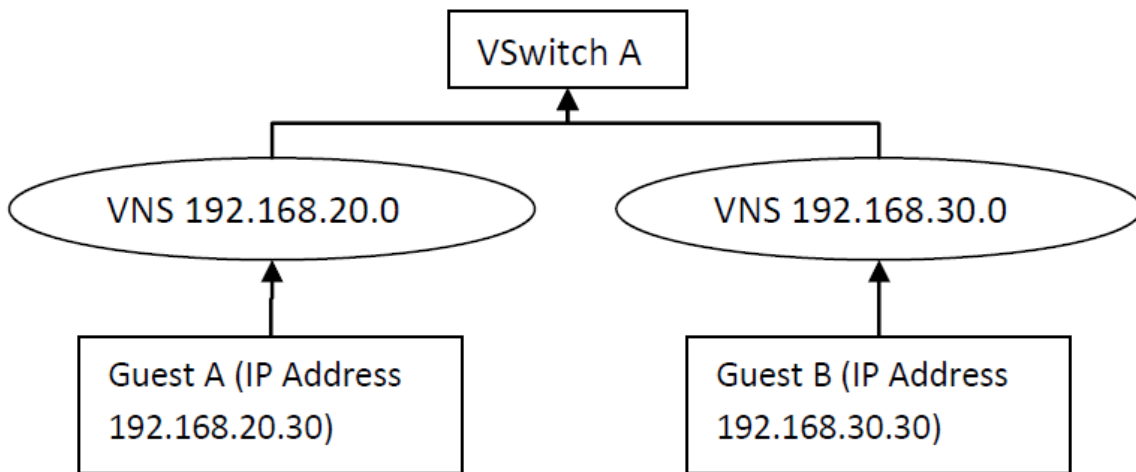 VSwitch A
VNS 192.168.20.0
VNS 192.168.30.0
Guest A (IP Address
192.168.20.30)
Guest B (IP Address
192.168.30.30)